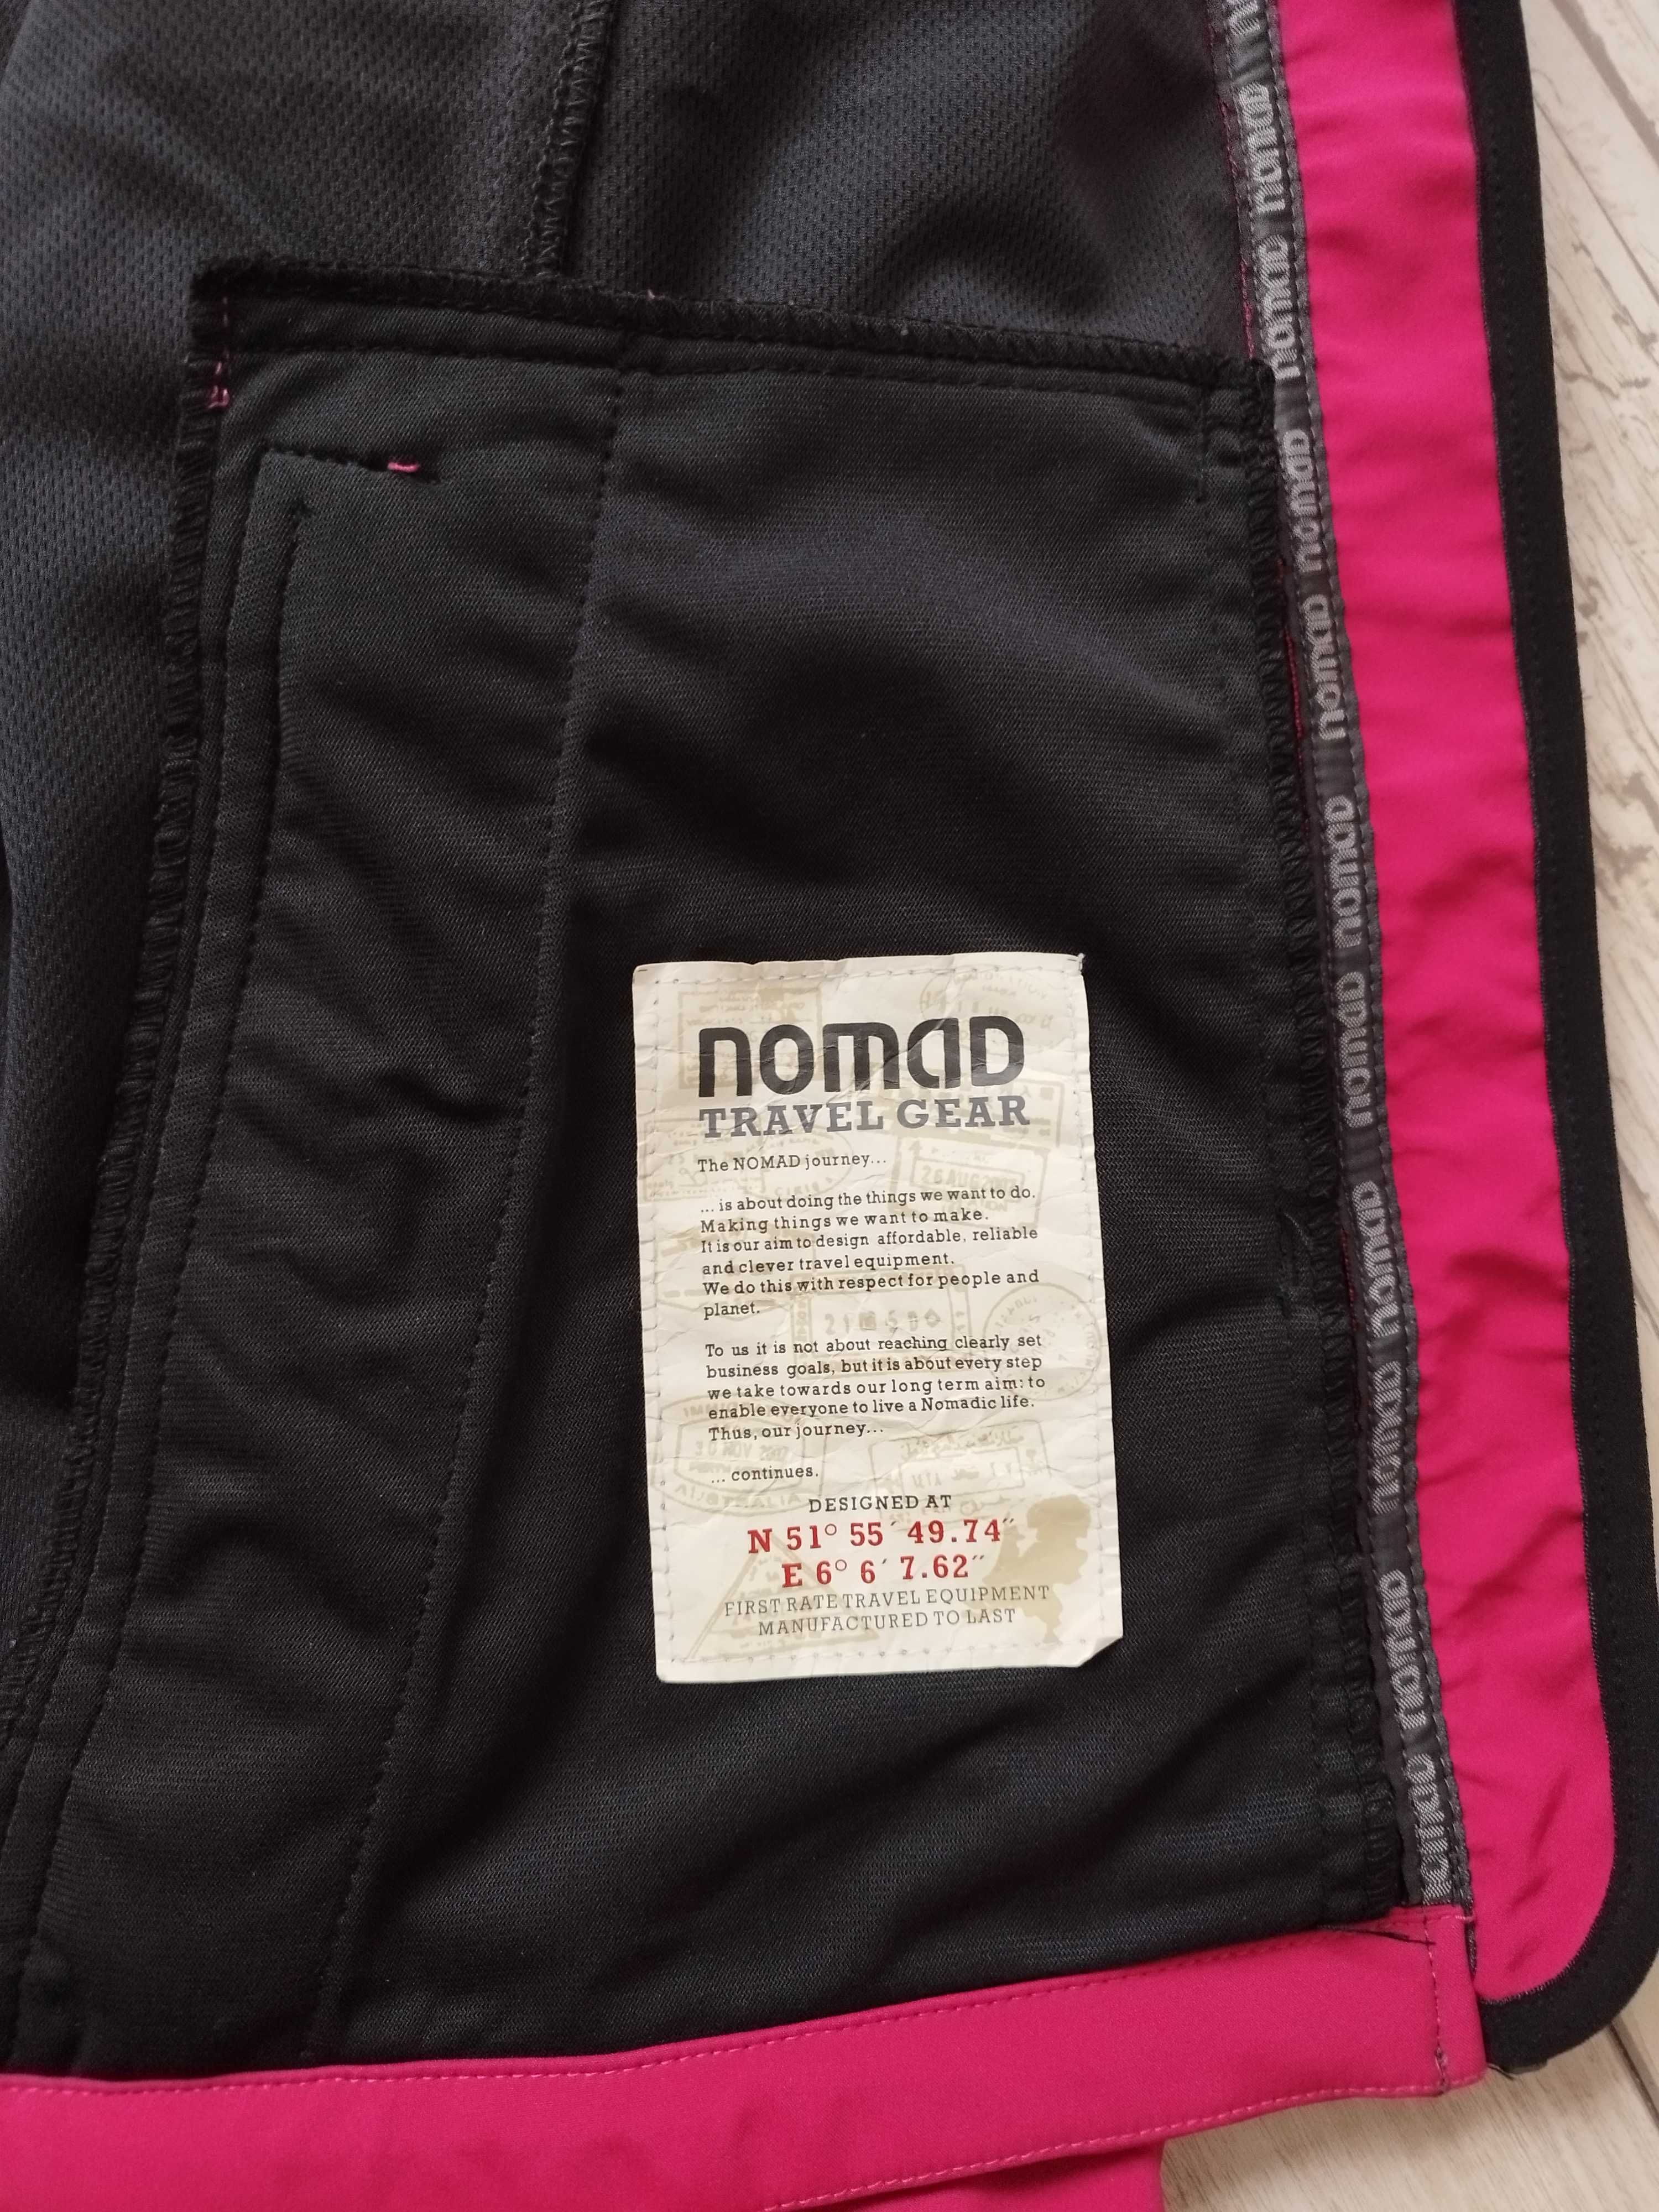 nomad
nomad
nomad
nomad
nomad
nomad
nomad
nomad
nomad
nomad
nomad
nomad
TRAVEL GEAR
The NOMAD journey...
... is about doing the things we want to do.
Making things we want to make.
It is our aim to design affordable, reliable
and clever travel equipment.
We do this with respect for people and
planet.
To us it is not about reaching clearly set
business goals, but it is about every step
we take towards our long term aim: to
enable everyone to live a Nomadic life.
Thus, our journey...
... continues.
DESIGNED AT
N 51° 55´ 49.74˝
E 6° 6´ 7.62˝
FIRST RATE TRAVEL EQUIPMENT
MANUFACTURED TO LAST